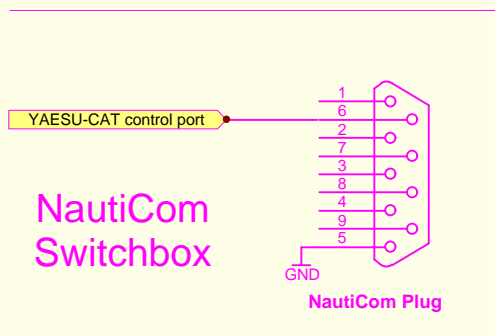 1
6
YAESU-CAT control port
2
7
3
8
4
9
5
NautiCom
Switchbox
GND
NautiCom Plug